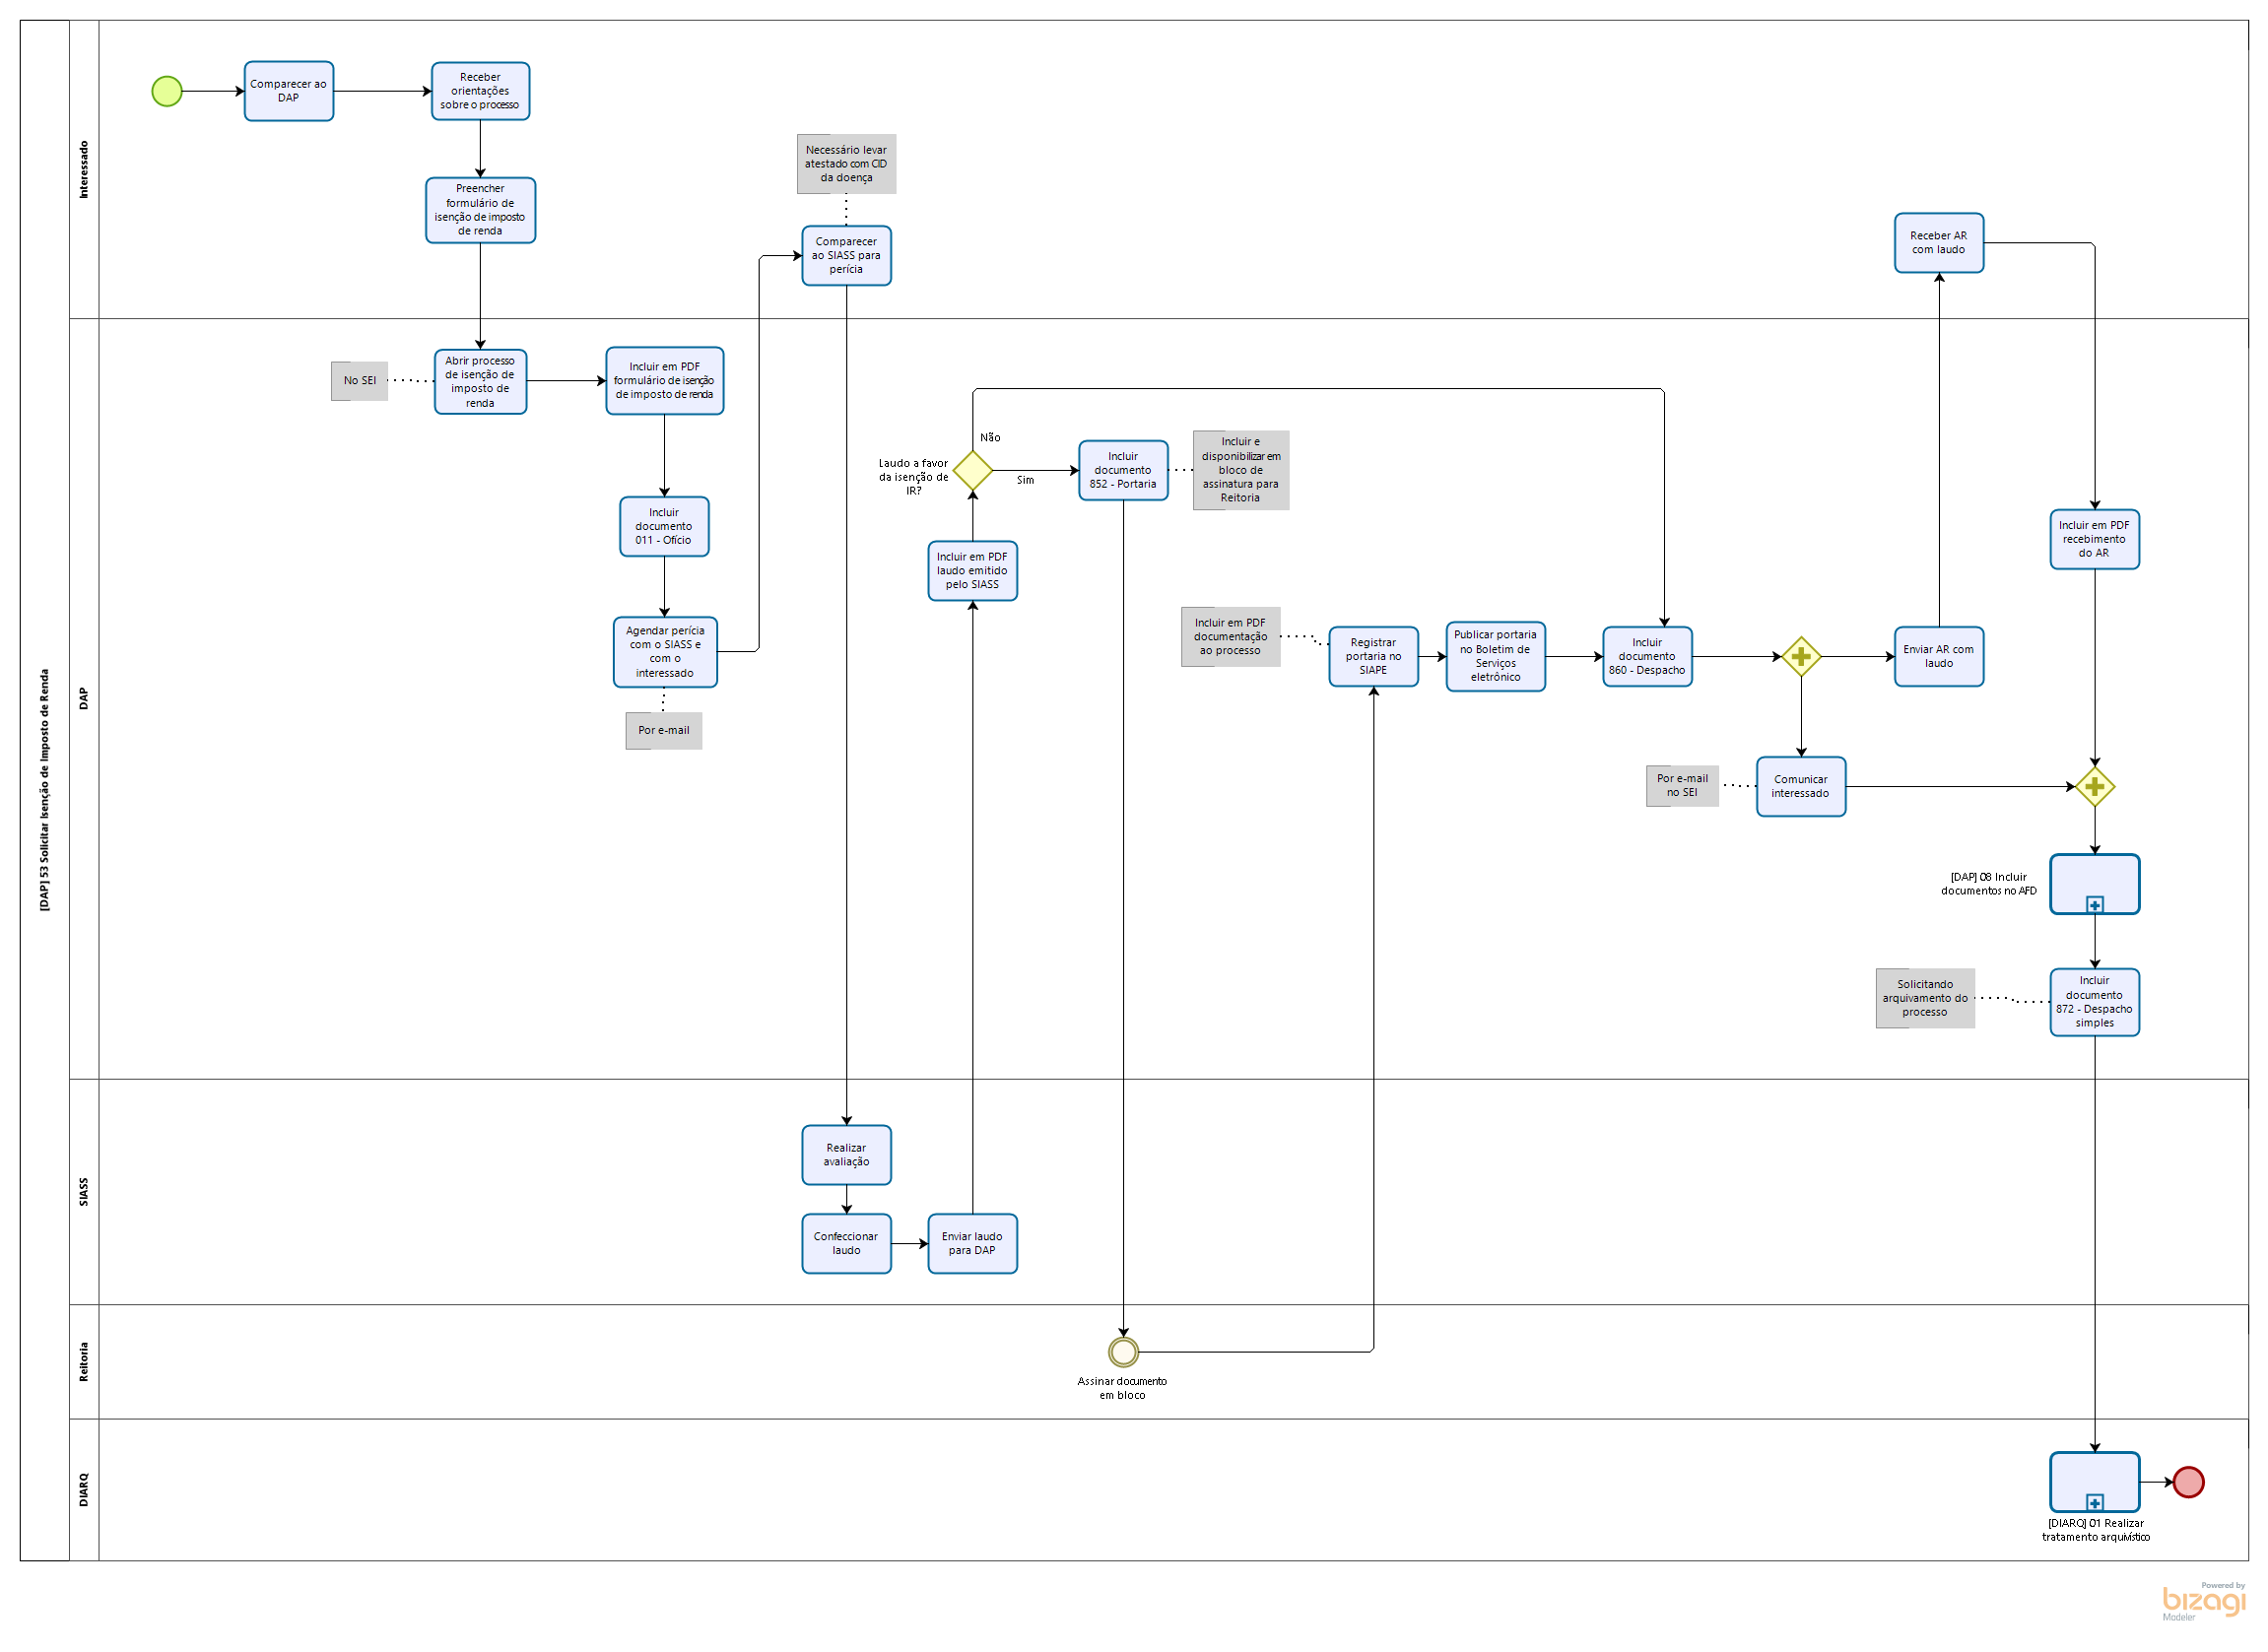 [DAP] 53 Solicitar Isenção de Imposto de Renda
Interessado
Comparecer ao
DAP
Receber
orientações
sobre o processo
Preencher
formulário de
isenção de imposto
de renda
Necessário levar
atestado com CID
da doença
Comparecer
ao SIASS para
perícia
Receber AR
com laudo
DAP
No SEI
Abrir processo
de isenção de
imposto de
renda
Incluir em PDF
formulário de isenção
de imposto de renda
Incluir
documento
011 - Ofício
Agendar perícia
com o SIASS e
com o
interessado
Por e-mail
Não
Laudo a favor
da isenção de
IR?
Sim
Incluir
documento
852 - Portaria
Incluir e
disponibilizar em
bloco de
assinatura para
Reitoria
Incluir em PDF
laudo emitido
pelo SIASS
Incluir em PDF
documentação
ao processo
Registrar
portaria no
SIAPE
Publicar portaria
no Boletim de
Serviços
eletrônico
Incluir
documento
860 - Despacho
Enviar AR com
laudo
Incluir em PDF
recebimento
do AR
Por e-mail
no SEI
Comunicar
interessado
[DAP] 08 Incluir
documentos no AFD
Solicitando
arquivamento do
processo
Incluir
documento
872 - Despacho
simples
SIASS
Realizar
avaliação
Confeccionar
laudo
Enviar laudo
para DAP
Reitoria
Assinar documento
em bloco
DIARQ
[DIARQ] 01 Realizar
tratamento arquivístico
Powered by
bizagi
Modeler